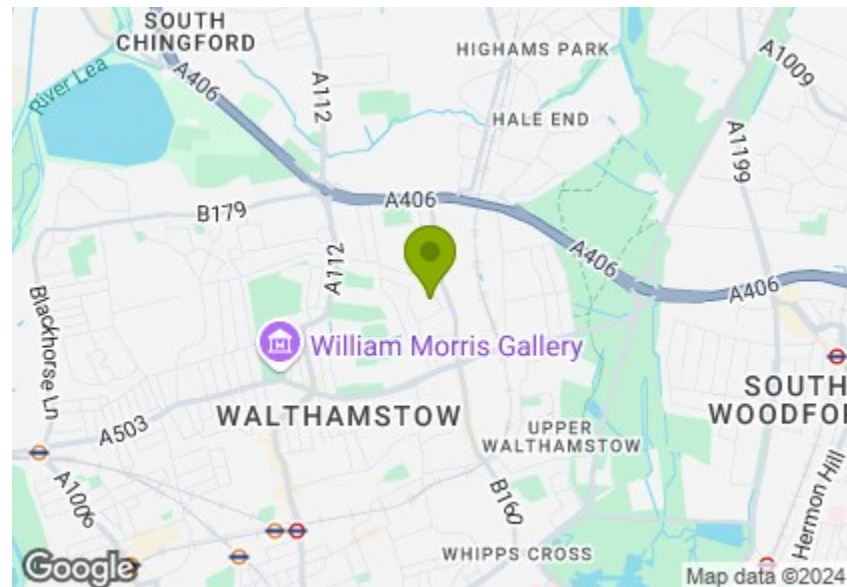 SOUTH
CHINGFORD
River Lea
A406
A112
HIGHAMS PARK
A1009
HALE END
A1199
B179
A406
A112
A406
A406
Blackhorse Ln
William Morris Gallery
A503
WALTHAMSTOW
SOUTH
WOODFO
UPPER
WALTHAMSTOW
A1006
B160
Hermon Hill
WHIPPS CROSS
Google
Map data ©2024